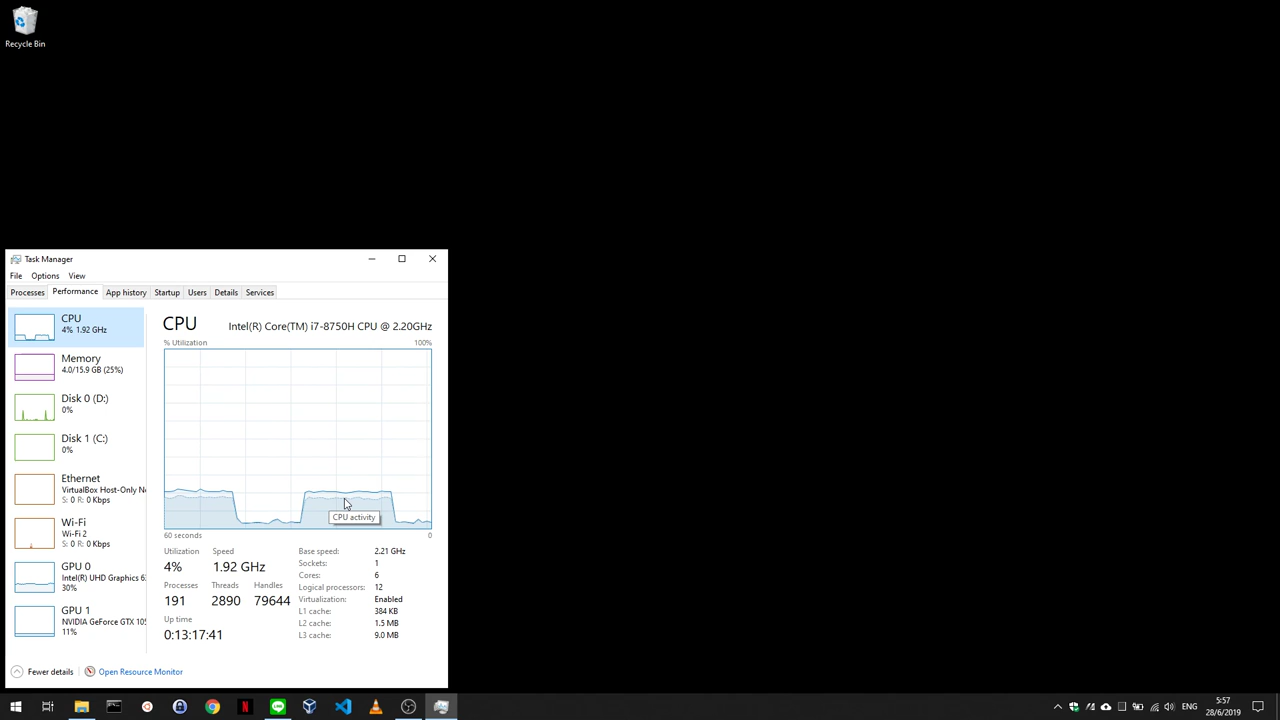 Recycle Bin
Task Manager
File Options View
Processes Performance App history Startup Users Details Services
CPU
4% 1.92 GHz
Memory
4.0/15.9 GB (25%)
Disk 0 (D:)
0%
Disk 1 (C:)
0%
Ethernet
VirtualBox Host-Only N
S: 0 R: 0 Kbps
Wi-Fi
Wi-Fi 2
S: 0 R: 0 Kbps
GPU 0
Intel(R) UHD Graphics 6
30%
GPU 1
NVIDIA GeForce GTX 105
11%
CPU Intel(R) Core(TM) i7-8750H CPU @ 2.20GHz
% Utilization 100%
CPU activity
60 seconds 0
Utilization Speed
4% 1.92 GHz
Processes Threads Handles
191 2890 79644
Up time
0:13:17:41
Base speed: 2.21 GHz
Sockets: 1
Cores: 6
Logical processors: 12
Virtualization: Enabled
L1 cache: 384 KB
L2 cache: 1.5 MB
L3 cache: 9.0 MB
Fewer details Open Resource Monitor
ENG
5:57
28/6/2019